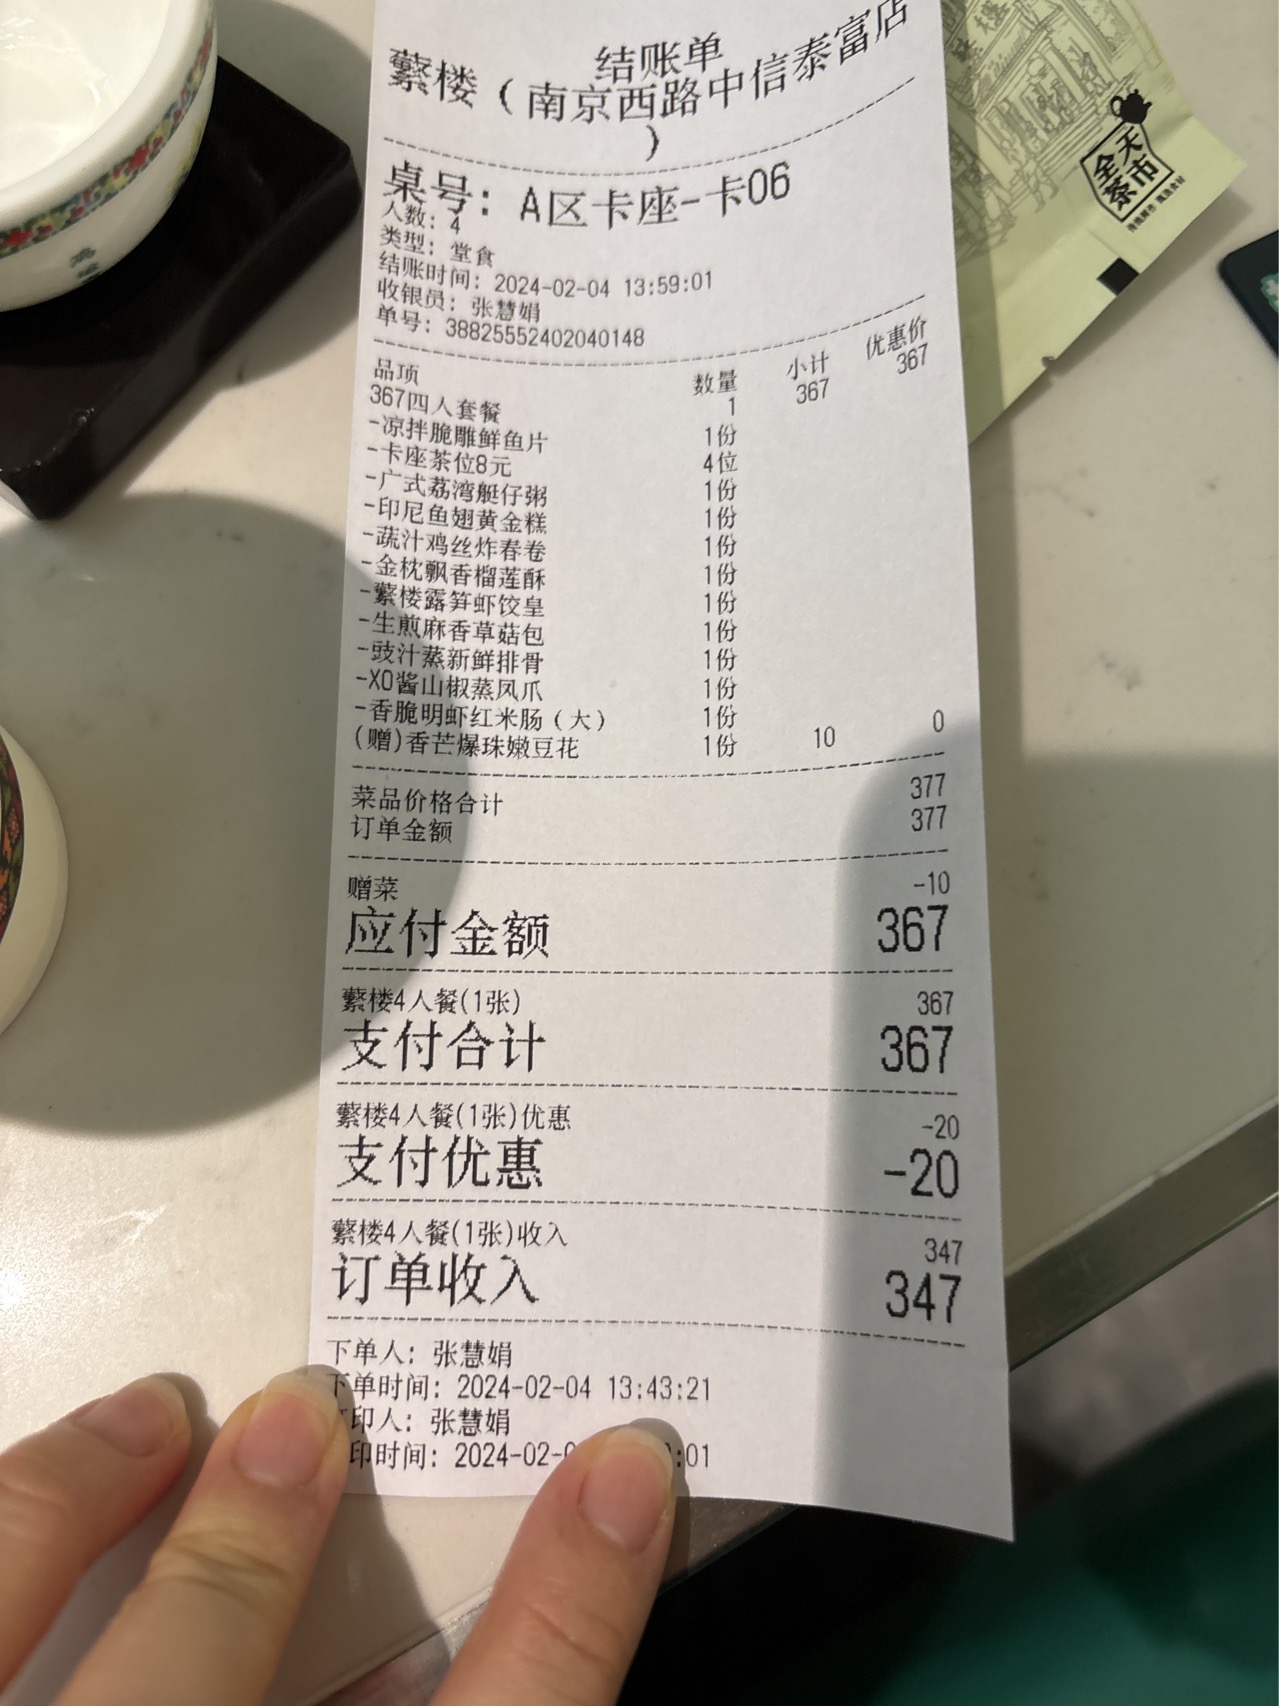 结账单
蘩楼（南京西路中信泰富店
）
桌号：A区卡座-卡06
人数：4
类型：堂食
结账时间：2024-02-04 13:59:01
收银员：张慧娟
单号：38825552402040148
品项 数量 小计 优惠价
367四人套餐 1 367 367
-凉拌脆雕鲜鱼片 1份
-卡座茶位8元 4位
-广式荔湾艇仔粥 1份
-印尼鱼翅黄金糕 1份
-蔬汁鸡丝炸春卷 1份
-金枕飘香榴莲酥 1份
-蘩楼露笋虾饺皇 1份
-生煎麻香草菇包 1份
-豉汁蒸新鲜排骨 1份
-XO酱山椒蒸凤爪 1份
-香脆明虾红米肠（大） 1份
(赠)香芒爆珠嫩豆花 1份 10 0
菜品价格合计 377
订单金额 377
赠菜 -10
应付金额 367
蘩楼4人餐(1张) 367
支付合计 367
蘩楼4人餐(1张)优惠 -20
支付优惠 -20
蘩楼4人餐(1张)收入 347
订单收入 347
下单人：张慧娟
下单时间：2024-02-04 13:43:21
印人：张慧娟
印时间：2024-02-0 :01
全天
茶市